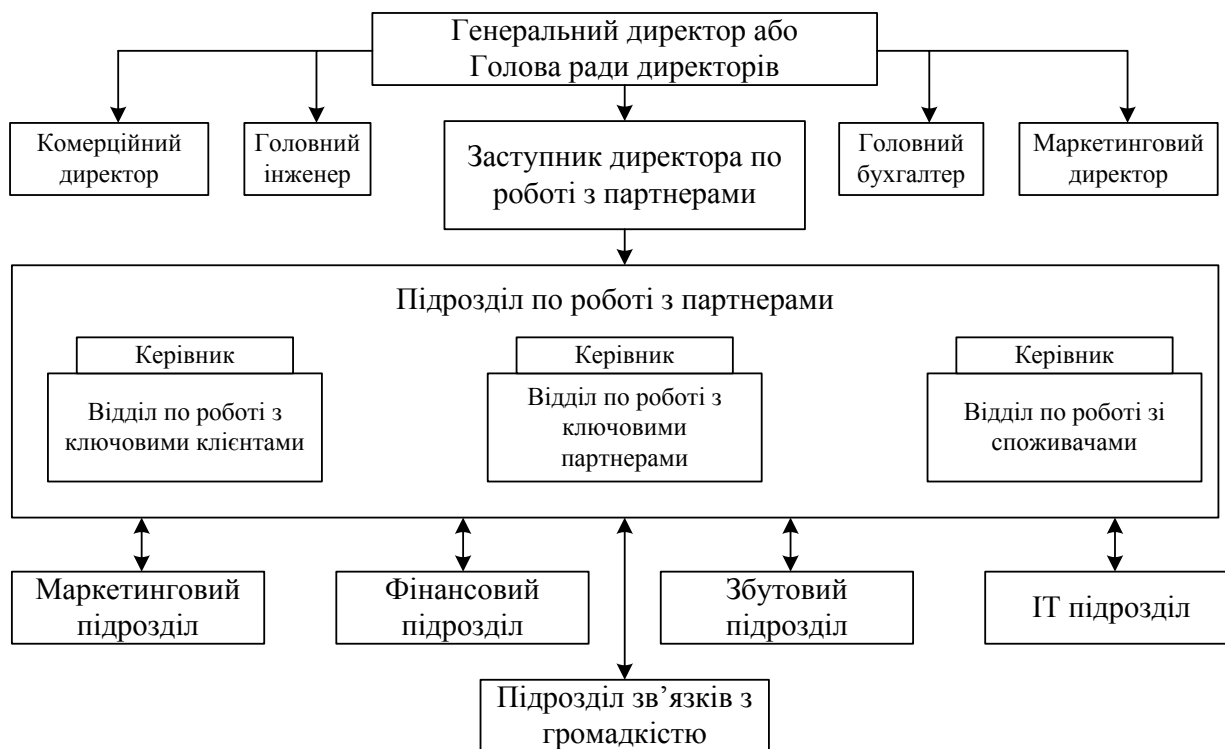 Генеральний директор або
Голова ради директорів
Комерційний
директор
Головний
інженер
Заступник директора по
роботі з партнерами
Головний
бухгалтер
Маркетинговий
директор
Підрозділ по роботі з партнерами
Керівник
Відділ по роботі з
ключовими клієнтами
Керівник
Відділ по роботі з
ключовими
партнерами
Керівник
Відділ по роботі зі
споживачами
Маркетинговий
підрозділ
Фінансовий
підрозділ
Збутовий
підрозділ
ІТ підрозділ
Підрозділ зв’язків з
громадкістю